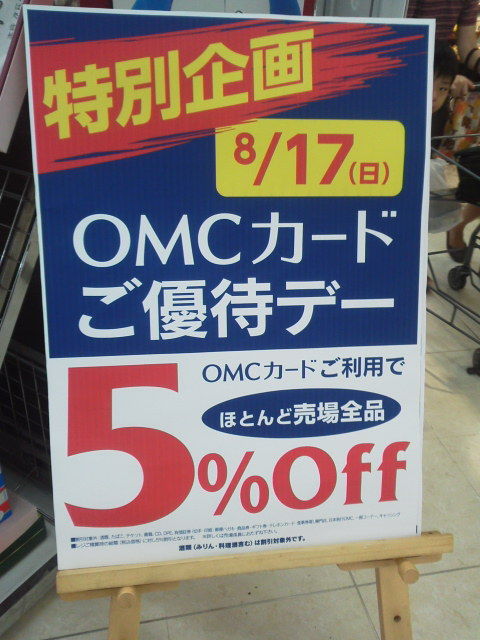 特別企画
8/17(日)
OMCカード
ご優待デー
OMCカードご利用で
ほとんど売場全品
5%Off
酒類(みりん・料理酒含む)は割引対象外です。